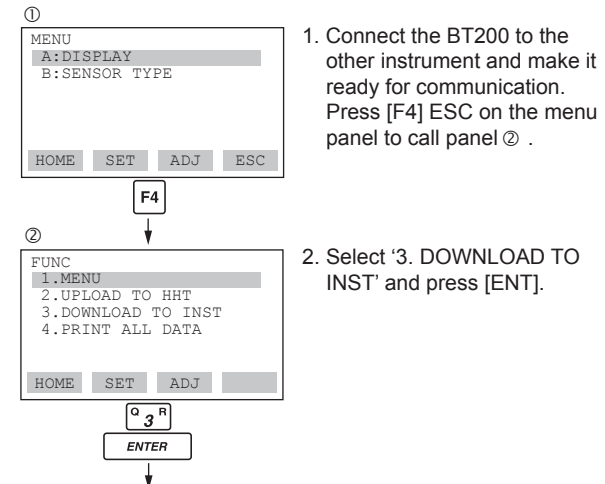 ①
MENU
A:DISPLAY
B:SENSOR TYPE
HOME SET ADJ ESC
F4
1. Connect the BT200 to the
other instrument and make it
ready for communication.
Press [F4] ESC on the menu
panel to call panel ② .
②
FUNC
1.MENU
2.UPLOAD TO HHT
3.DOWNLOAD TO INST
4.PRINT ALL DATA
HOME SET ADJ
Q 3 R
ENTER
2. Select ‘3. DOWNLOAD TO
INST’ and press [ENT].